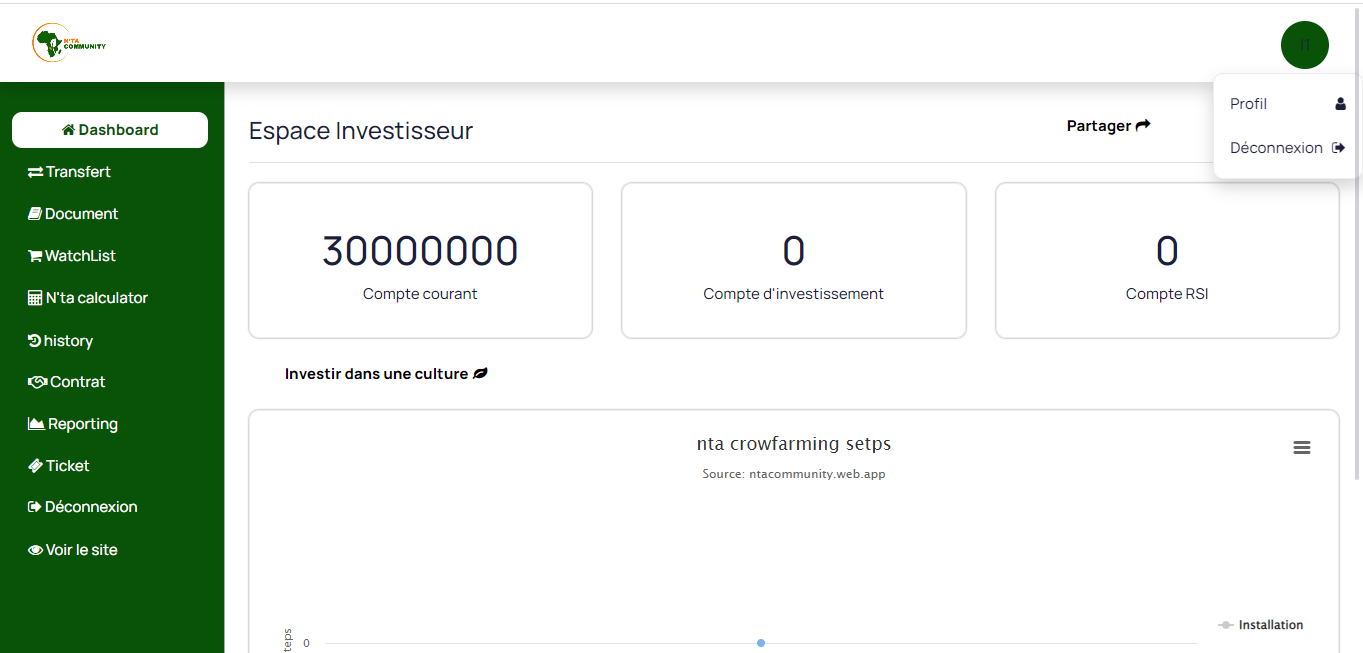 N'TA
COMMUNITY
IT
Profil
Déconnexion
Dashboard
Transfert
Document
WatchList
N'ta calculator
history
Contrat
Reporting
Ticket
Déconnexion
Voir le site
Espace Investisseur
Partager
30000000
Compte courant
0
Compte d'investissement
0
Compte RSI
Investir dans une culture
nta crowfarming setps
Source: ntacommunity.web.app
Installation
0